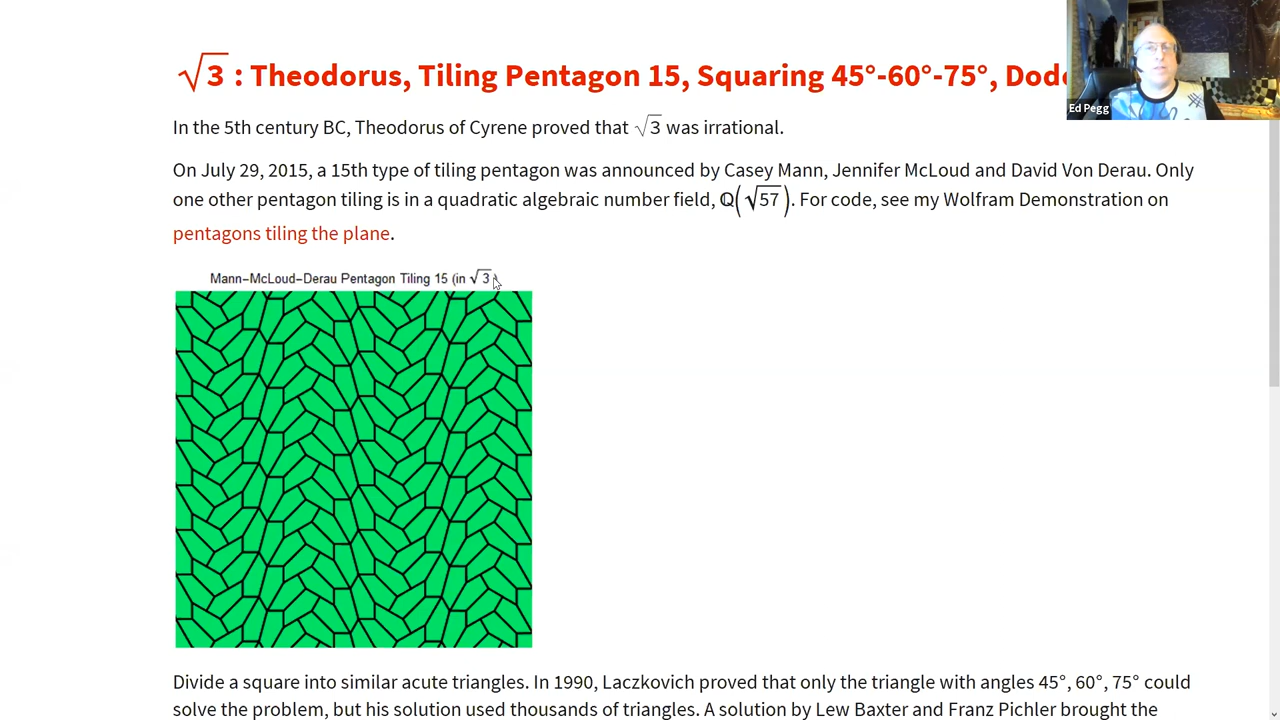 √3 : Theodorus, Tiling Pentagon 15, Squaring 45°-60°-75°,
Ed Pegg
In the 5th century BC, Theodorus of Cyrene proved that √3 was irrational.
On July 29, 2015, a 15th type of tiling pentagon was announced by Casey Mann, Jennifer McLoud and David Von Derau. Only
one other pentagon tiling is in a quadratic algebraic number field, ℚ(√57). For code, see my Wolfram Demonstration on
pentagons tiling the plane.
Mann-McLoud-Derau Pentagon Tiling 15 (in √3)
Divide a square into similar acute triangles. In 1990, Laczkovich proved that only the triangle with angles 45°, 60°, 75° could
solve the problem, but his solution used thousands of triangles. A solution by Lew Baxter and Franz Pichler brought the